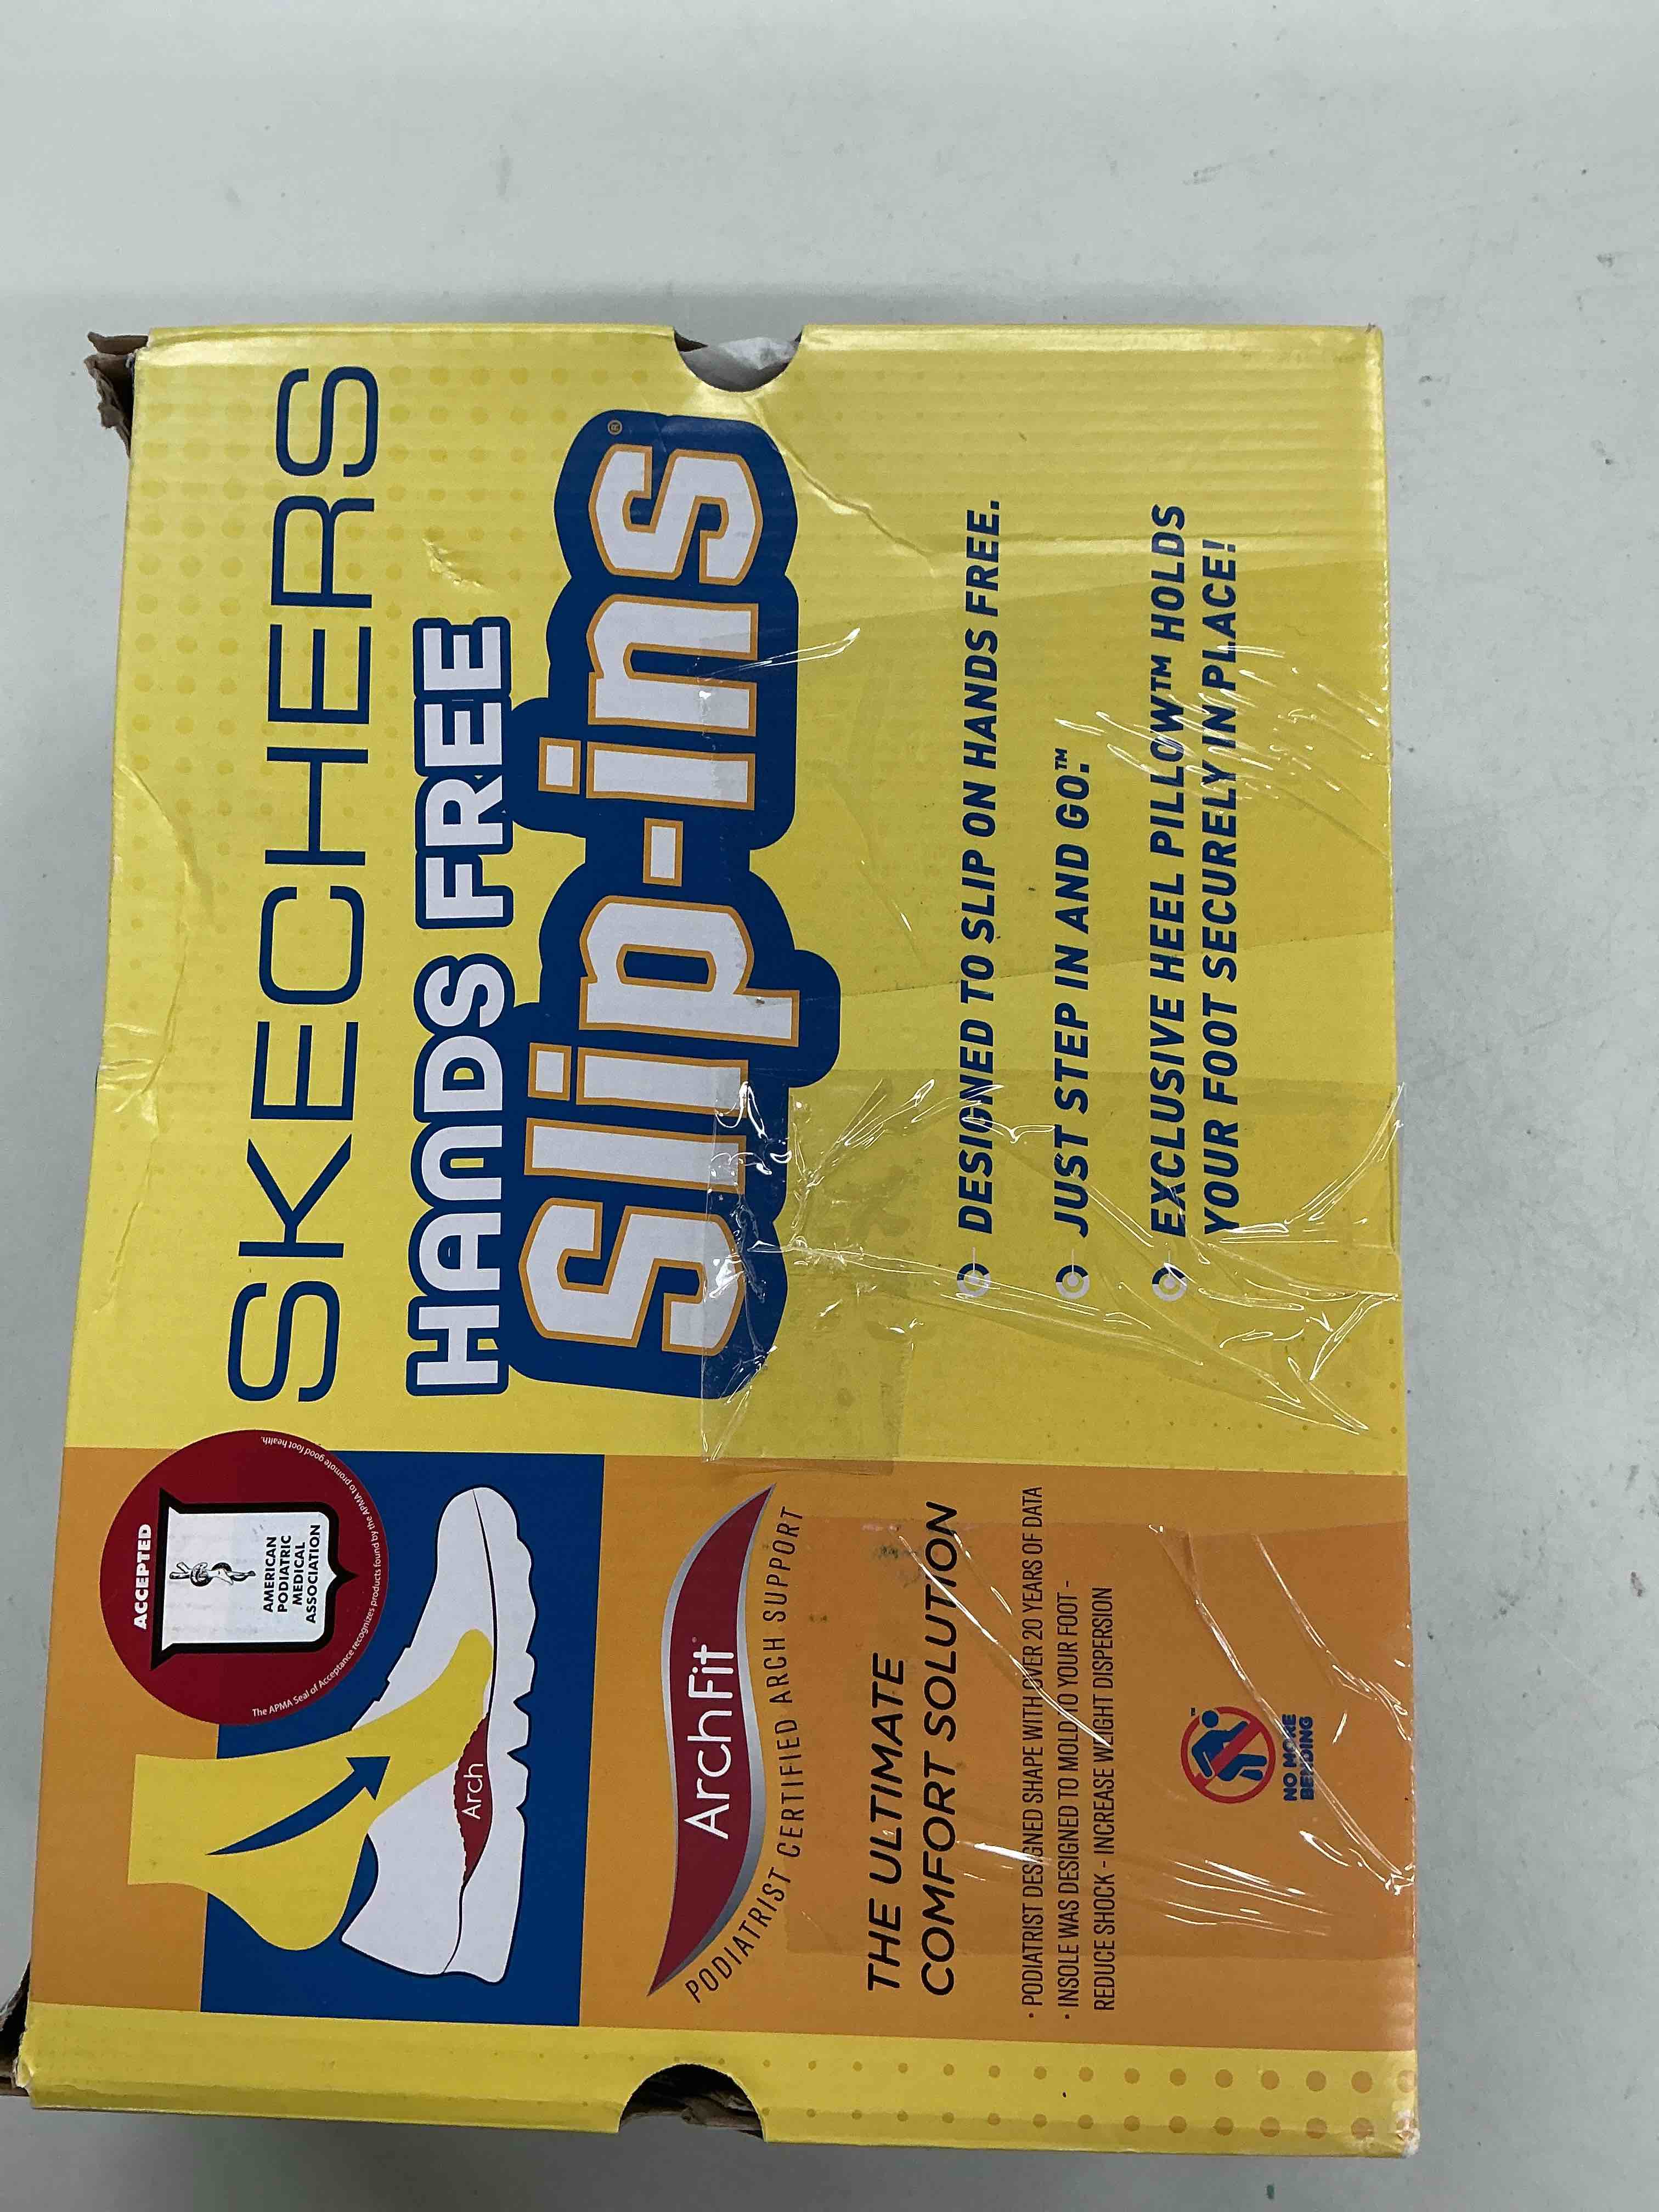 SKECHERS
HANDS FREE
Slip-ins®
DESIGNED TO SLIP ON HANDS FREE.
JUST STEP IN AND GO.™
EXCLUSIVE HEEL PILLOW™ HOLDS
YOUR FOOT SECURELY IN PLACE!
ACCEPTED
AMERICAN
PODIATRIC
MEDICAL
ASSOCIATION
The APMA Seal of Acceptance recognizes products found by the APMA to promote good foot health.
Arch
ArchFit
PODIATRIST CERTIFIED ARCH SUPPORT
THE ULTIMATE
COMFORT SOLUTION
· PODIATRIST DESIGNED SHAPE WITH OVER 20 YEARS OF DATA
· INSOLE WAS DESIGNED TO MOLD TO YOUR FOOT -
REDUCE SHOCK - INCREASE WEIGHT DISPERSION
™
NO MORE
BENDING